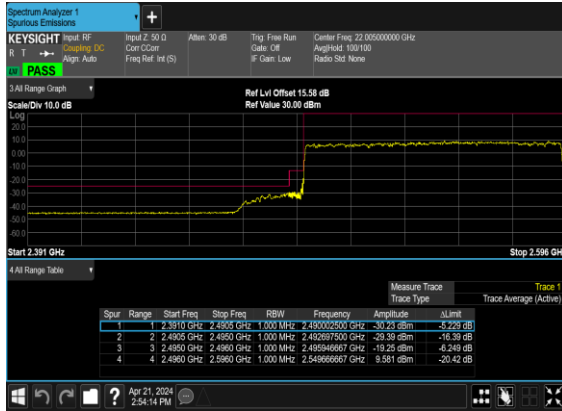 Spectrum Analyzer 1
Spurious Emissions
+
KEYSIGHT Input: RF Input Z: 50 Ω Atten: 30 dB Trig: Free Run Center Freq: 22.005000000 GHz
R T Coupling: DC Corr CCorr Gate: Off Avg|Hold: 100/100
Align: Auto Freq Ref: Int (S) IF Gain: Low Radio Std: None
PASS
3 All Range Graph
Ref Lvl Offset 15.58 dB
Scale/Div 10.0 dB Ref Value 30.00 dBm
Log
20.0
10.0
0.00
-10.0
-20.0
-30.0
-40.0
-50.0
-60.0
Start 2.391 GHz Stop 2.596 GH
4 All Range Table
Measure Trace Trace 1
Trace Type Trace Average (Active)
Spur Range Start Freq Stop Freq RBW Frequency Amplitude ΔLimit
1 1 2.3910 GHz 2.4905 GHz 1.000 MHz 2.490002500 GHz -30.23 dBm -5.229 dB
2 2 2.4905 GHz 2.4950 GHz 1.000 MHz 2.492697500 GHz -29.39 dBm -16.39 dB
3 3 2.4950 GHz 2.4960 GHz 1.000 MHz 2.495946667 GHz -19.25 dBm -6.249 dB
4 4 2.4960 GHz 2.5960 GHz 1.000 MHz 2.549666667 GHz 9.581 dBm -20.42 dB
? Apr 21, 2024
2:54:14 PM